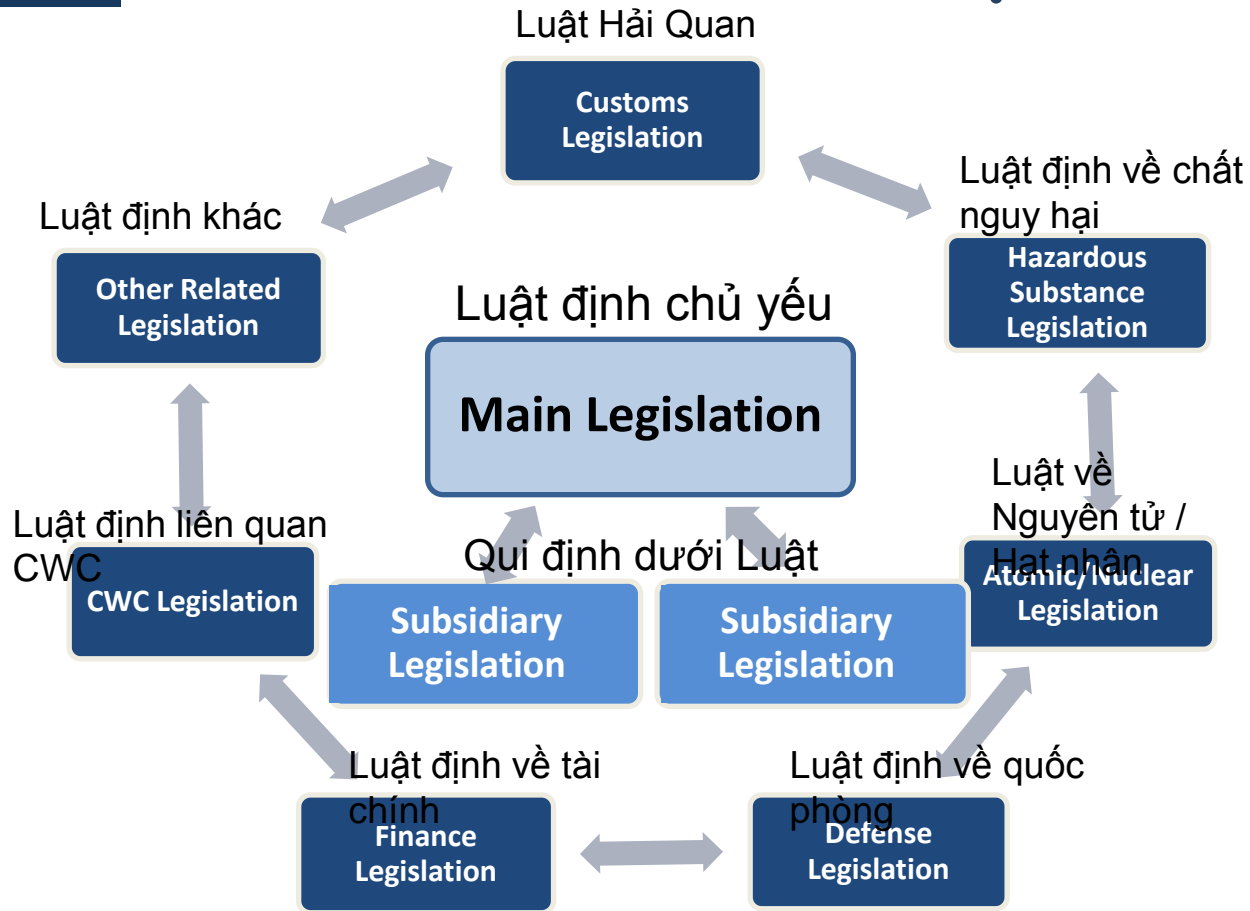 Luật Hải Quan
Customs
Legislation
Luật định về chất
nguy hại
Hazardous
Substance
Legislation
Luật định khác
Other Related
Legislation
Luật định chủ yếu
Main Legislation
Luật về
Nguyên tử /
Hạt nhân
Atomic/Nuclear
Legislation
Luật định liên quan
CWC
CWC Legislation
Qui định dưới Luật
Subsidiary
Legislation
Subsidiary
Legislation
Luật định về tài
chính
Finance
Legislation
Luật định về quốc
phòng
Defense
Legislation